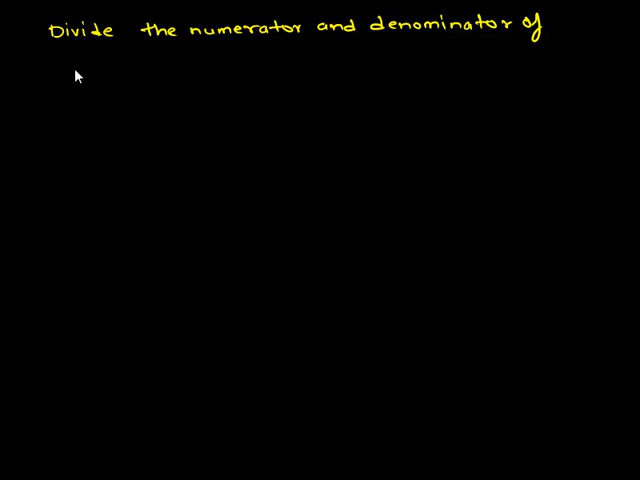 Divide the numerator and denominator of